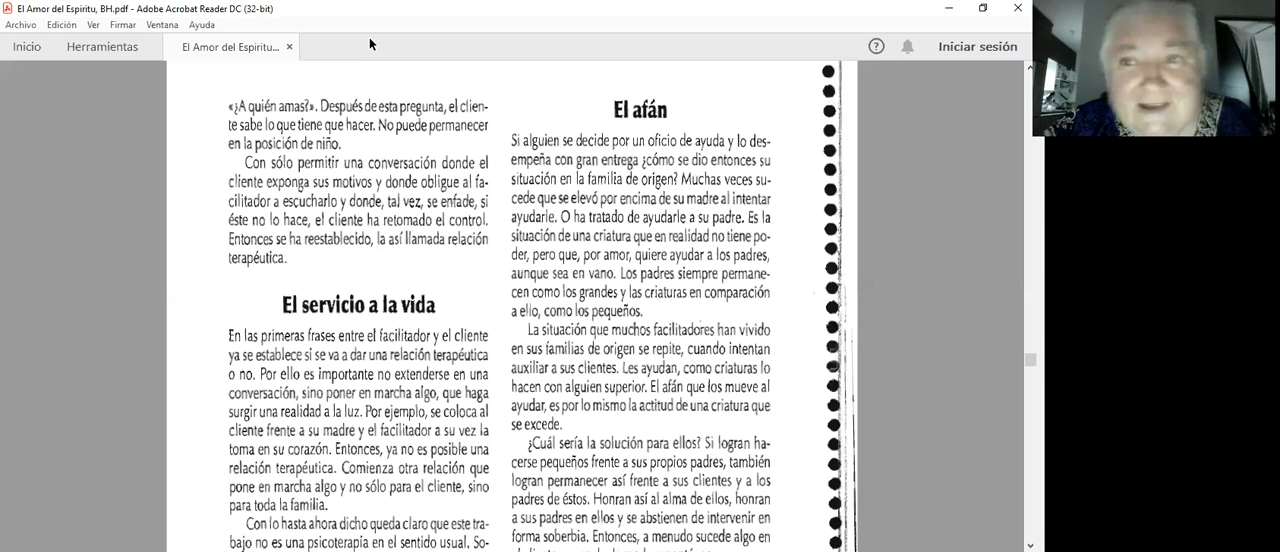 El Amor del Espiritu, BH.pdf - Adobe Acrobat Reader DC (32-bit)
Archivo Edición Ver Firmar Ventana Ayuda
Inicio Herramientas El Amor del Espiritu... × Iniciar sesión
«¿A quién amas?». Después de esta pregunta, el clien-
te sabe lo que tiene que hacer. No puede permanecer
en la posición de niño.
Con sólo permitir una conversación donde el
cliente exponga sus motivos y donde obligue al fa-
cilitador a escucharlo y donde, tal vez, se enfade, si
éste no lo hace, el cliente ha retomado el control.
Entonces se ha reestablecido, la así llamada relación
terapéutica.
El servicio a la vida
En las primeras frases entre el facilitador y el cliente
ya se establece si se va a dar una relación terapéutica
o no. Por ello es importante no extenderse en una
conversación, sino poner en marcha algo, que haga
surgir una realidad a la luz. Por ejemplo, se coloca al
cliente frente a su madre y el facilitador a su vez la
toma en su corazón. Entonces, ya no es posible una
relación terapéutica. Comienza otra relación que
pone en marcha algo y no sólo para el cliente, sino
para toda la familia.
Con lo hasta ahora dicho queda claro que este tra-
bajo no es una psicoterapia en el sentido usual. So-
El afán
Si alguien se decide por un oficio de ayuda y lo des-
empeña con gran entrega ¿cómo se dio entonces su
situación en la familia de origen? Muchas veces su-
cede que se elevó por encima de su madre al intentar
ayudarle. O ha tratado de ayudarle a su padre. Es la
situación de una criatura que en realidad no tiene po-
der, pero que, por amor, quiere ayudar a los padres,
aunque sea en vano. Los padres siempre permane-
cen como los grandes y las criaturas en comparación
a ello, como los pequeños.
La situación que muchos facilitadores han vivido
en sus familias de origen se repite, cuando intentan
auxiliar a sus clientes. Les ayudan, como criaturas lo
hacen con alguien superior. El afán que los mueve al
ayudar, es por lo mismo la actitud de una criatura que
se excede.
¿Cuál sería la solución para ellos? Si logran ha-
cerse pequeños frente a sus propios padres, también
logran permanecer así frente a sus clientes y a los
padres de éstos. Honran así al alma de ellos, honran
a sus padres en ellos y se abstienen de intervenir en
forma soberbia. Entonces, a menudo sucede algo en